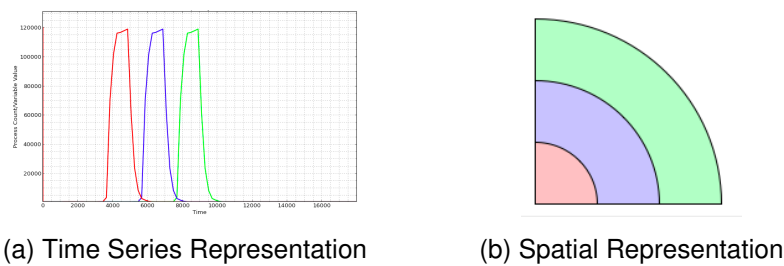 120000
100000
80000
60000
40000
20000
Process Count/Variable Value
0 2000 4000 6000 8000 10000 12000 14000 16000
Time
(a) Time Series Representation
(b) Spatial Representation